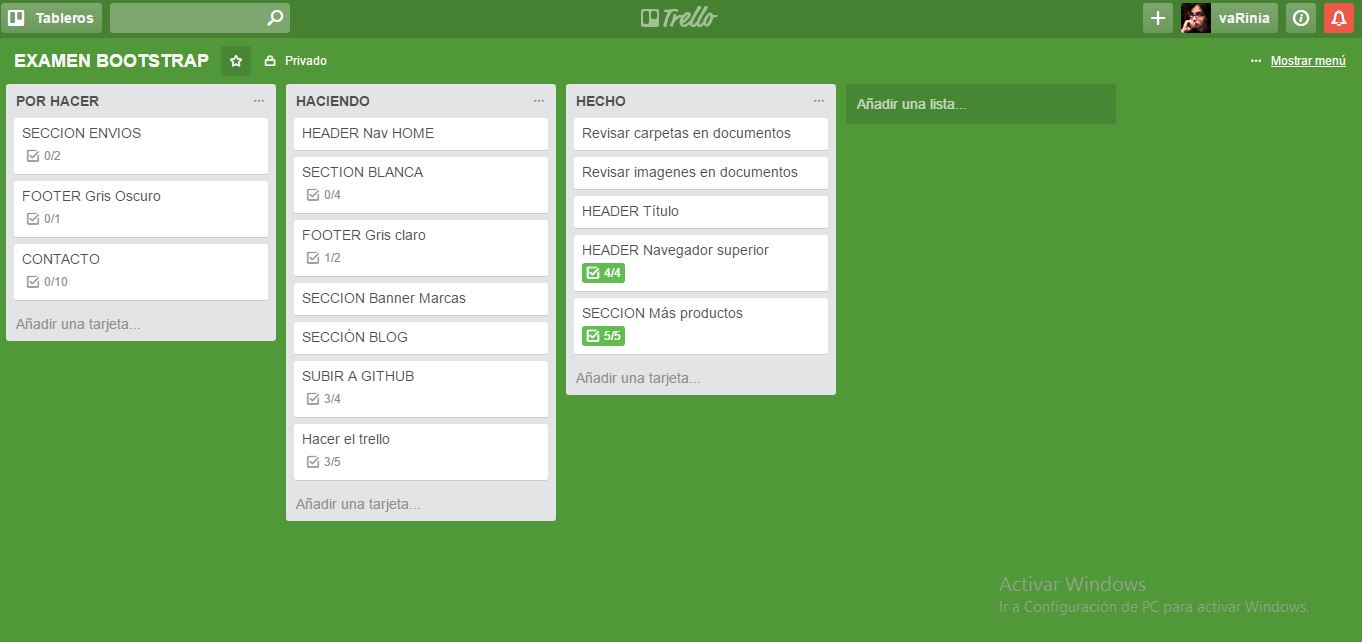 Tableros
Trello
vaRinia
EXAMEN BOOTSTRAP
Privado
... Mostrar menú
POR HACER ...
SECCION ENVIOS
0/2
FOOTER Gris Oscuro
0/1
CONTACTO
0/10
Añadir una tarjeta...
HACIENDO ...
HEADER Nav HOME
SECTION BLANCA
0/4
FOOTER Gris claro
1/2
SECCION Banner Marcas
SECCIÓN BLOG
SUBIR A GITHUB
3/4
Hacer el trello
3/5
Añadir una tarjeta...
HECHO ...
Revisar carpetas en documentos
Revisar imagenes en documentos
HEADER Título
HEADER Navegador superior
4/4
SECCION Más productos
5/5
Añadir una tarjeta...
Añadir una lista...
Activar Windows
Ir a Configuración de PC para activar Windows.